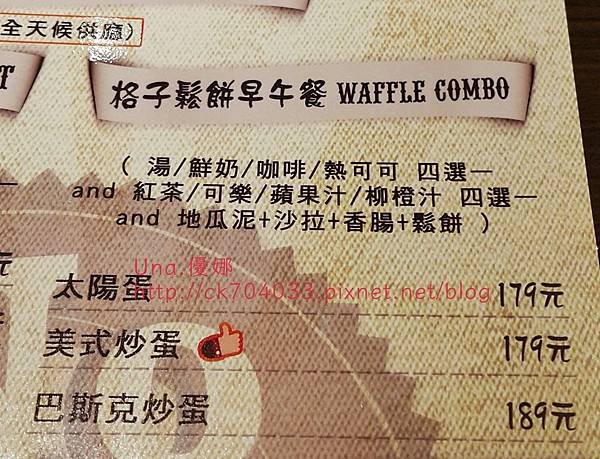 全天候供應)
T
格子鬆餅早午餐 WAFFLE COMBO
( 湯/鮮奶/咖啡/熱可可 四選一
and 紅茶/可樂/蘋果汁/柳橙汁 四選一
and 地瓜泥+沙拉+香腸+鬆餅 )
元
Una.優娜
太陽蛋 179元
http://ck704033.pixnet.net/blog
美式炒蛋 179元
巴斯克炒蛋 189元